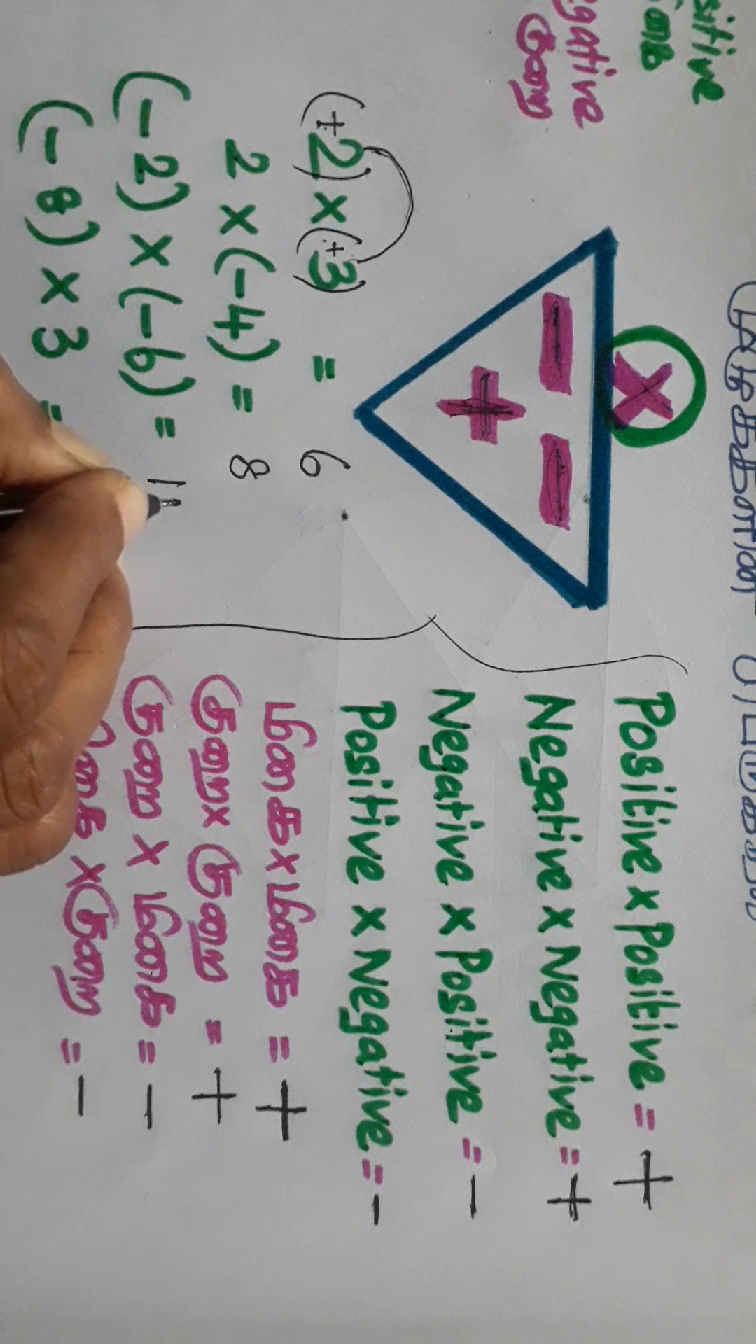 sitive
egative
குறை
×
− −
+
(+2) × (+3) = 6
2 × (-4) = 8
(-2) × (-6) = 1
(-8) × 3 =
Positive x Positive = +
Negative x Negative = +
Negative x Positive = −
Positive x Negative = −
மிகை x மிகை = +
குறை x குறை = +
குறை x மிகை = −
x குறை = −